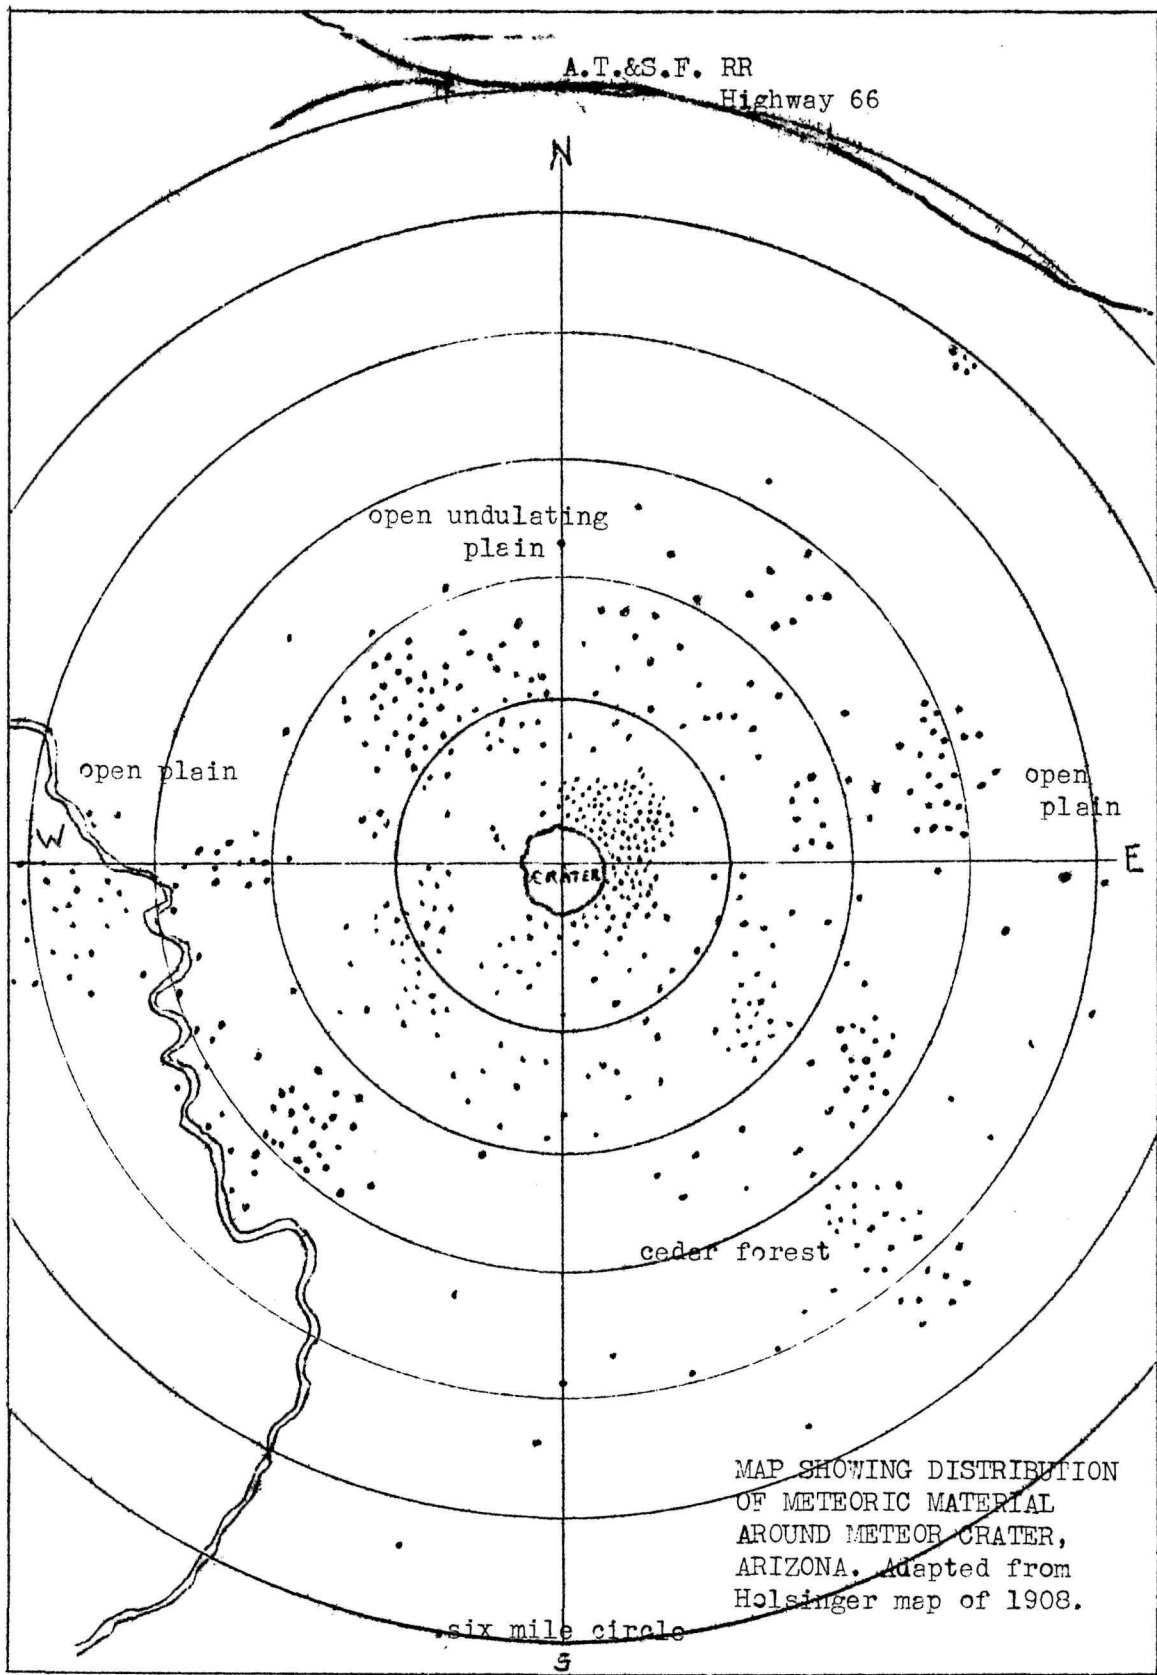 A.T.&S.F. RR
Highway 66
N
open undulating
plain
open plain
open
plain
W
CRATER
E
cedar forest
MAP SHOWING DISTRIBUTION
OF METEORIC MATERIAL
AROUND METEOR CRATER,
ARIZONA. Adapted from
Holsinger map of 1908.
six mile circle
S